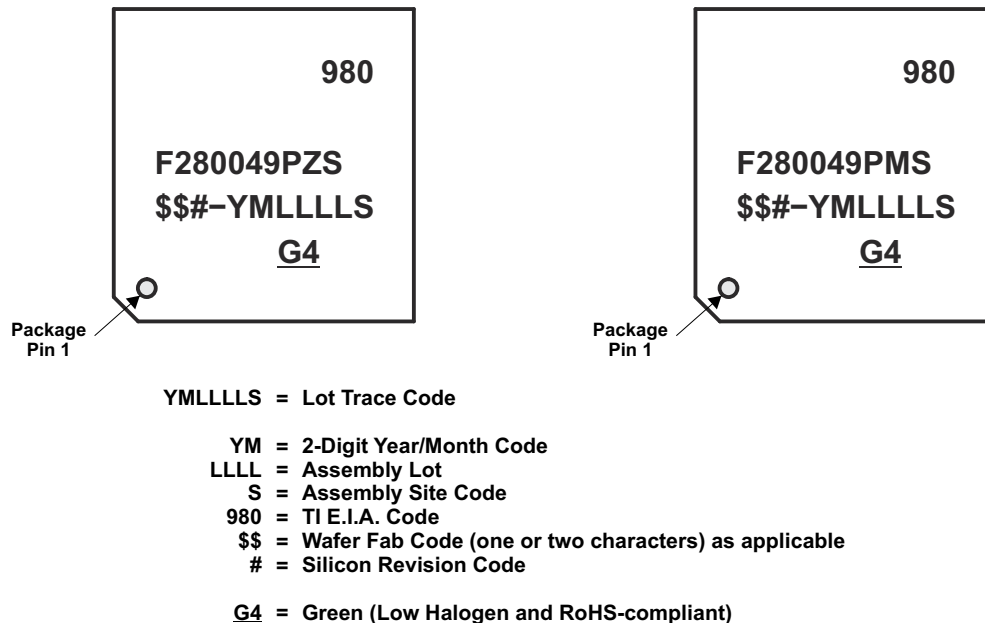 980
F280049PZS
$$#−YMLLLLS
G4
Package
Pin 1
980
F280049PMS
$$#−YMLLLLS
G4
Package
Pin 1
YMLLLLS = Lot Trace Code
YM = 2-Digit Year/Month Code
LLLL = Assembly Lot
S = Assembly Site Code
980 = TI E.I.A. Code
$$ = Wafer Fab Code (one or two characters) as applicable
# = Silicon Revision Code
G4 = Green (Low Halogen and RoHS-compliant)